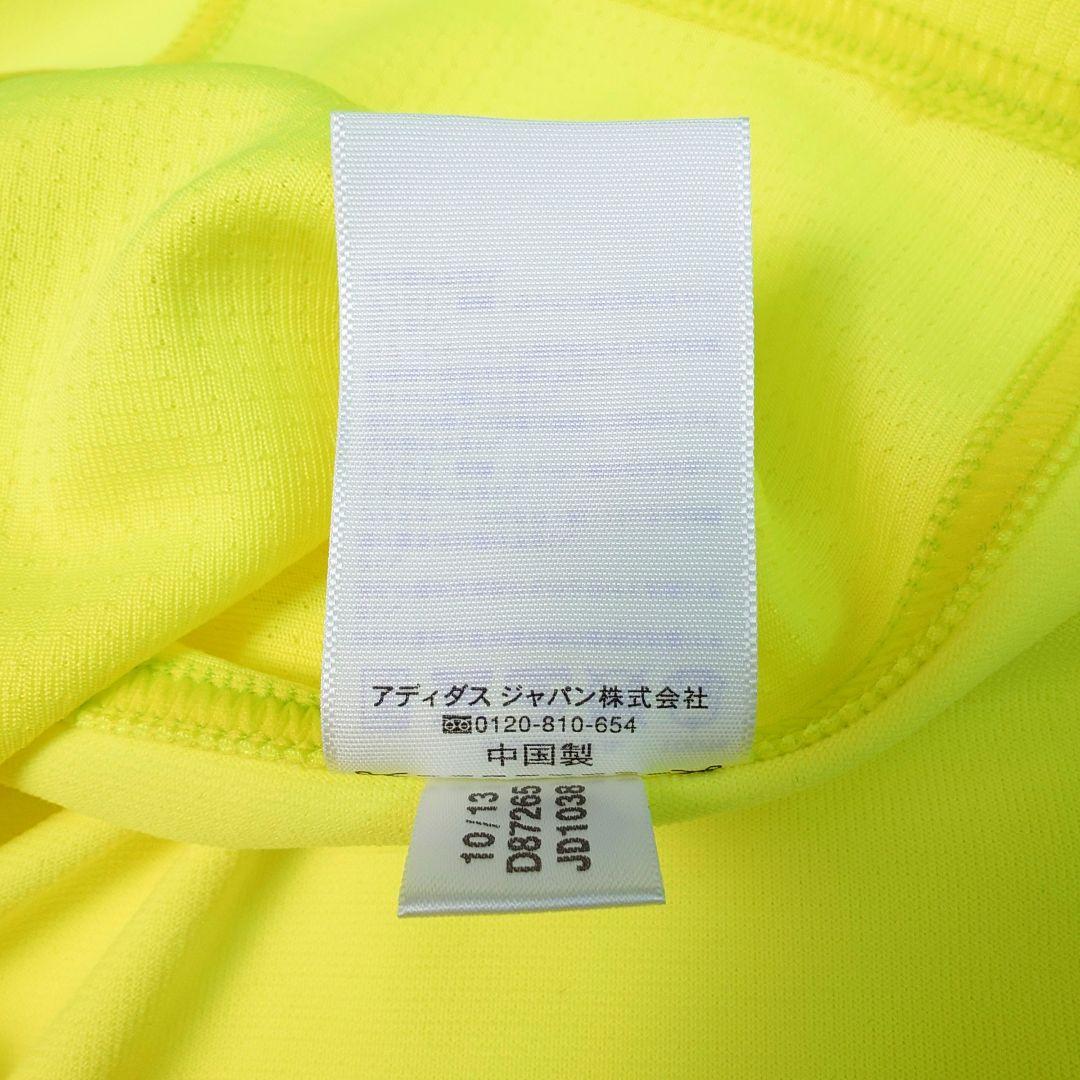 アディダス ジャパン株式会社
0120-810-654
中国製
10/13
D87265
JD1038